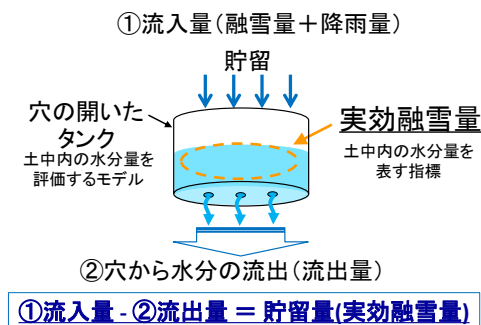 ①流入量(融雪量+降雨量)
貯留
穴の開いた
タンク
土中内の水分量を
評価するモデル
実効融雪量
土中内の水分量を
表す指標
②穴から水分の流出(流出量)
①流入量 - ②流出量 = 貯留量(実効融雪量)